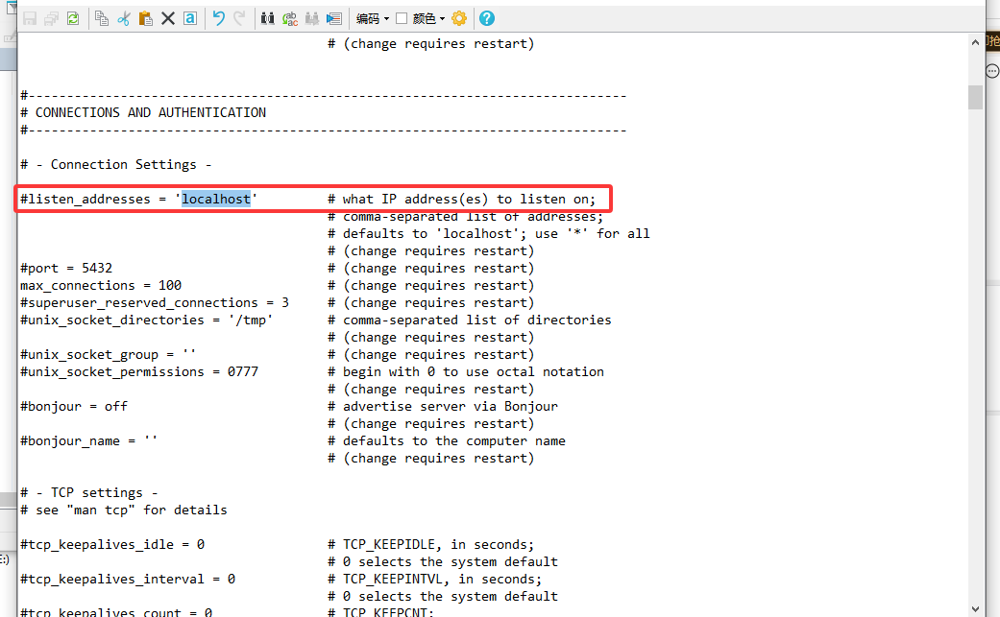 编码 颜色
# (change requires restart)
#------------------------------------------------------------------------------
# CONNECTIONS AND AUTHENTICATION
#------------------------------------------------------------------------------
# - Connection Settings -
#listen_addresses = 'localhost' # what IP address(es) to listen on;
# comma-separated list of addresses;
# defaults to 'localhost'; use '*' for all
# (change requires restart)
#port = 5432 # (change requires restart)
max_connections = 100 # (change requires restart)
#superuser_reserved_connections = 3 # (change requires restart)
#unix_socket_directories = '/tmp' # comma-separated list of directories
# (change requires restart)
#unix_socket_group = '' # (change requires restart)
#unix_socket_permissions = 0777 # begin with 0 to use octal notation
# (change requires restart)
#bonjour = off # advertise server via Bonjour
# (change requires restart)
#bonjour_name = '' # defaults to the computer name
# (change requires restart)
# - TCP settings -
# see "man tcp" for details
#tcp_keepalives_idle = 0 # TCP_KEEPIDLE, in seconds;
# 0 selects the system default
#tcp_keepalives_interval = 0 # TCP_KEEPINTVL, in seconds;
# 0 selects the system default
#tcp_keepalives_count = 0 # TCP_KEEPCNT;